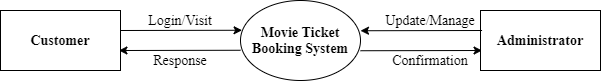 Login/Visit
Update/Manage
Customer
Movie Ticket
Booking System
Administrator
Response
Confirmation